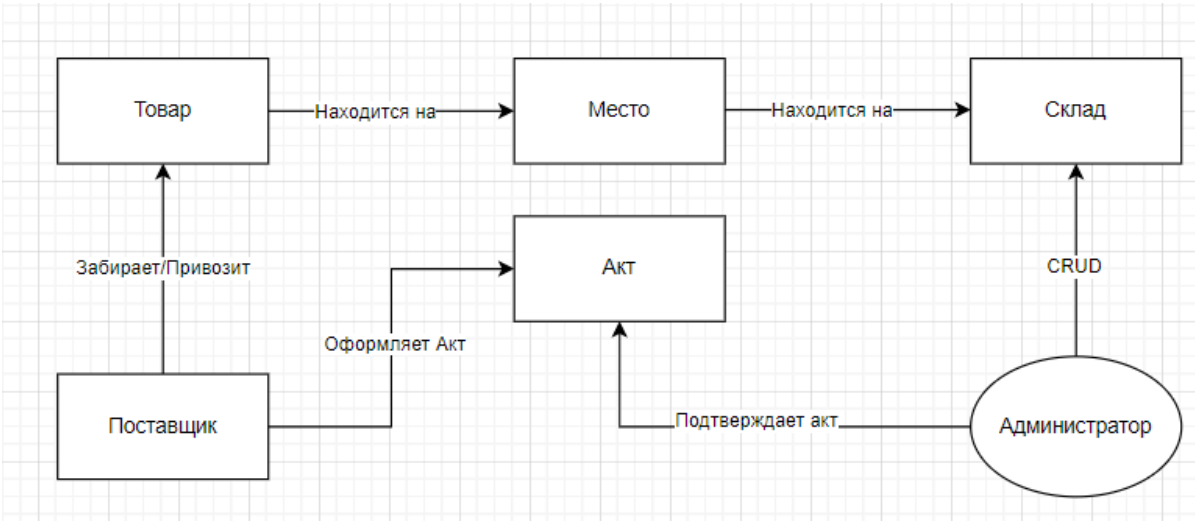 Товар
Находится на
Место
Находится на
Склад
Забирает/Привозит
Акт
CRUD
Оформляет Акт
Поставщик
Подтверждает акт
Администратор